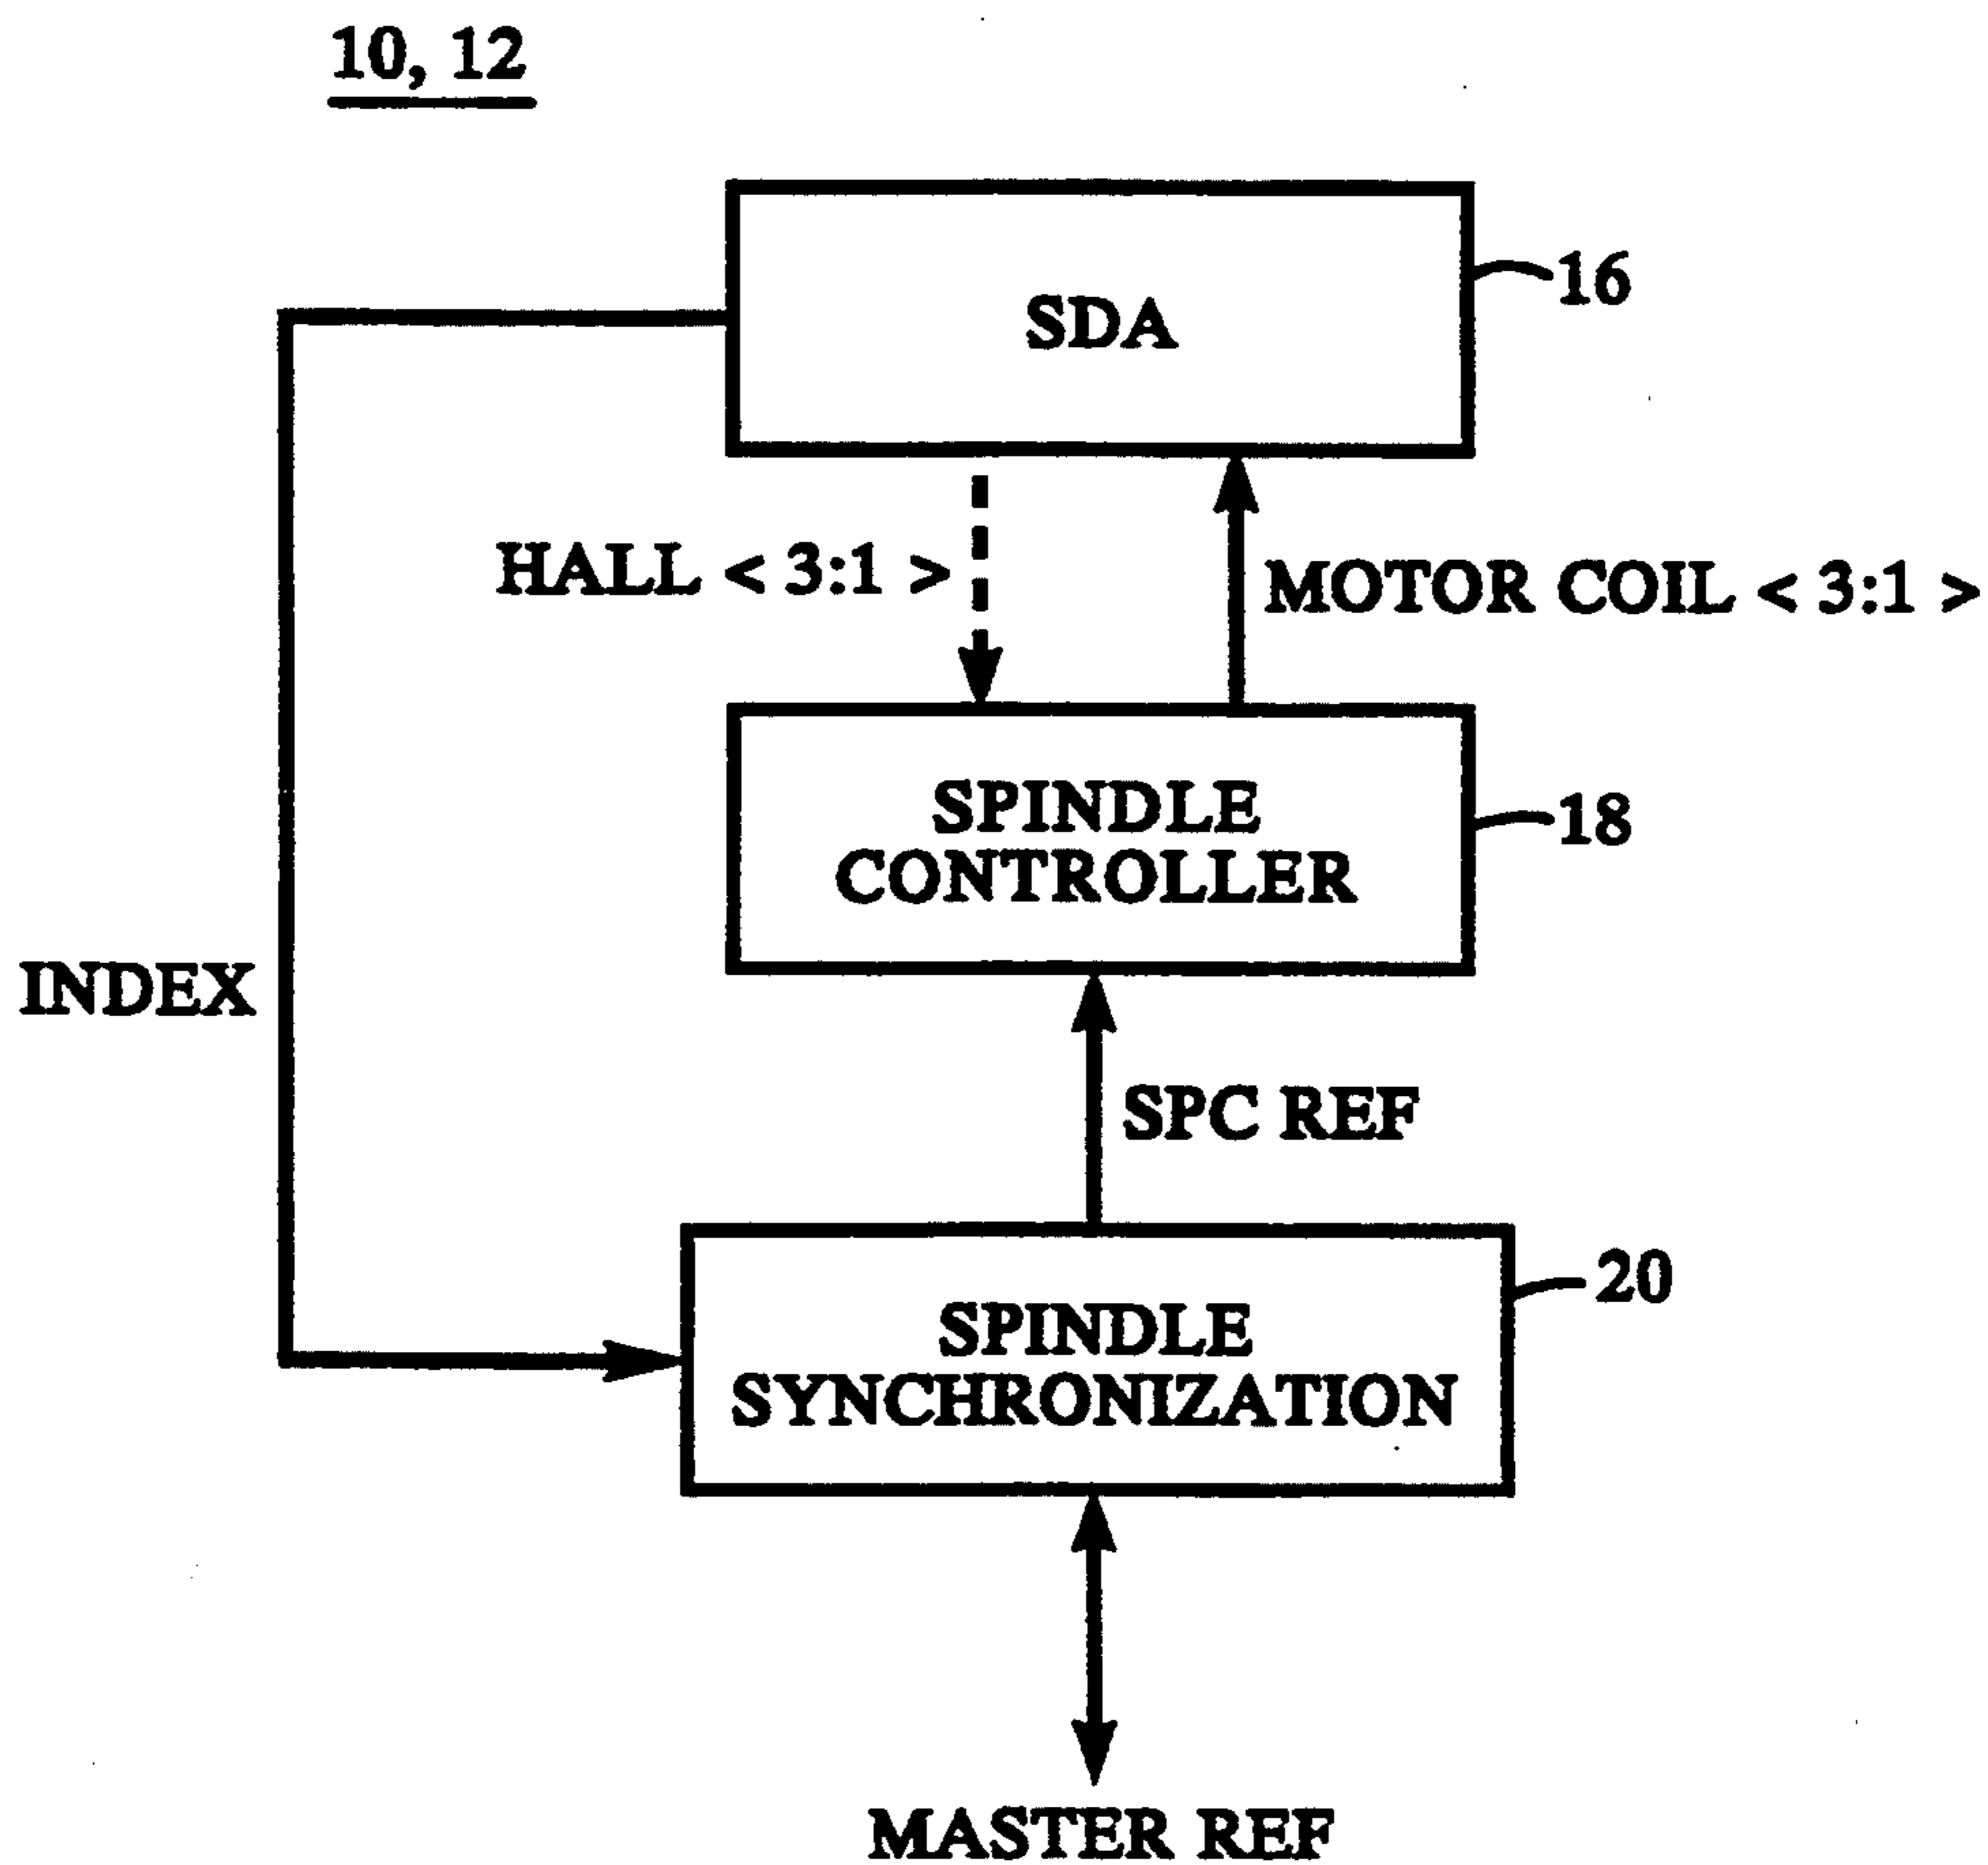 10, 12
SDA
16
HALL < 3:1 >
MOTOR COIL < 3:1 >
SPINDLE
CONTROLLER
18
INDEX
SPC REF
20
SPINDLE
SYNCHRONIZATION
MASTER REF